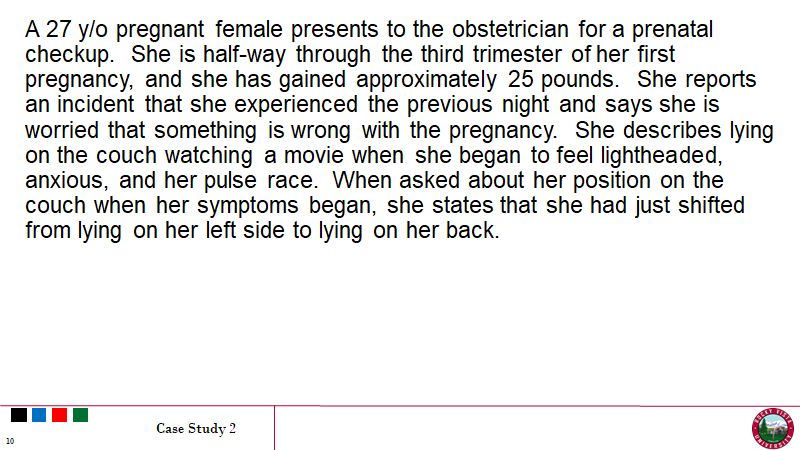 A 27 y/o pregnant female presents to the obstetrician for a prenatal
checkup. She is half-way through the third trimester of her first
pregnancy, and she has gained approximately 25 pounds. She reports
an incident that she experienced the previous night and says she is
worried that something is wrong with the pregnancy. She describes lying
on the couch watching a movie when she began to feel lightheaded,
anxious, and her pulse race. When asked about her position on the
couch when her symptoms began, she states that she had just shifted
from lying on her left side to lying on her back.
Case Study 2
10
ROCKY VISTA
UNIVERSITY